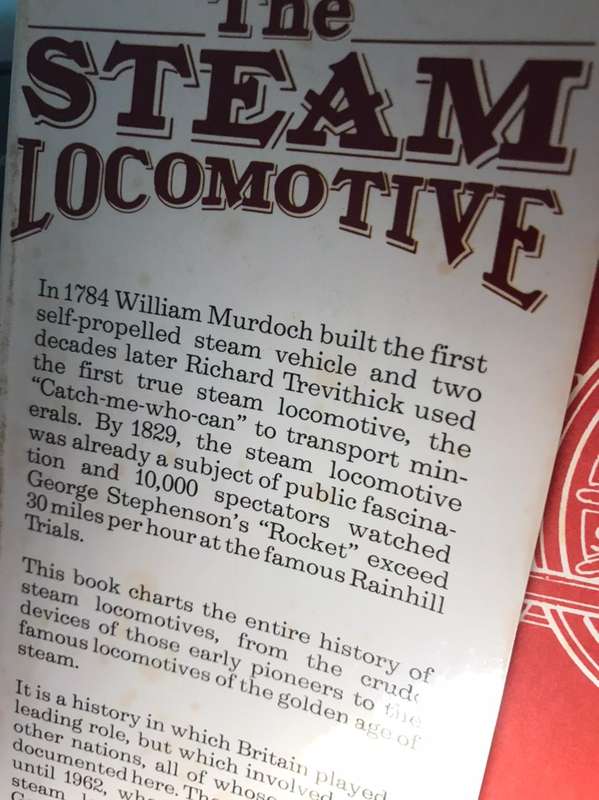 The
STEAM
LOCOMOTIVE
In 1784 William Murdoch built the first
self-propelled steam vehicle and two
decades later Richard Trevithick used
the first true steam locomotive, the
“Catch-me-who-can” to transport min-
erals. By 1829, the steam locomotive
was already a subject of public fascina-
tion and 10,000 spectators watched
George Stephenson’s “Rocket” exceed
30 miles per hour at the famous Rainhill
Trials.
This book charts the entire history of
steam locomotives, from the crude
devices of those early pioneers to the
famous locomotives of the golden age of
steam.
It is a history in which Britain played
leading role, but which involved
other nations, all of whose
documented here. The
until 1962, whe
steam